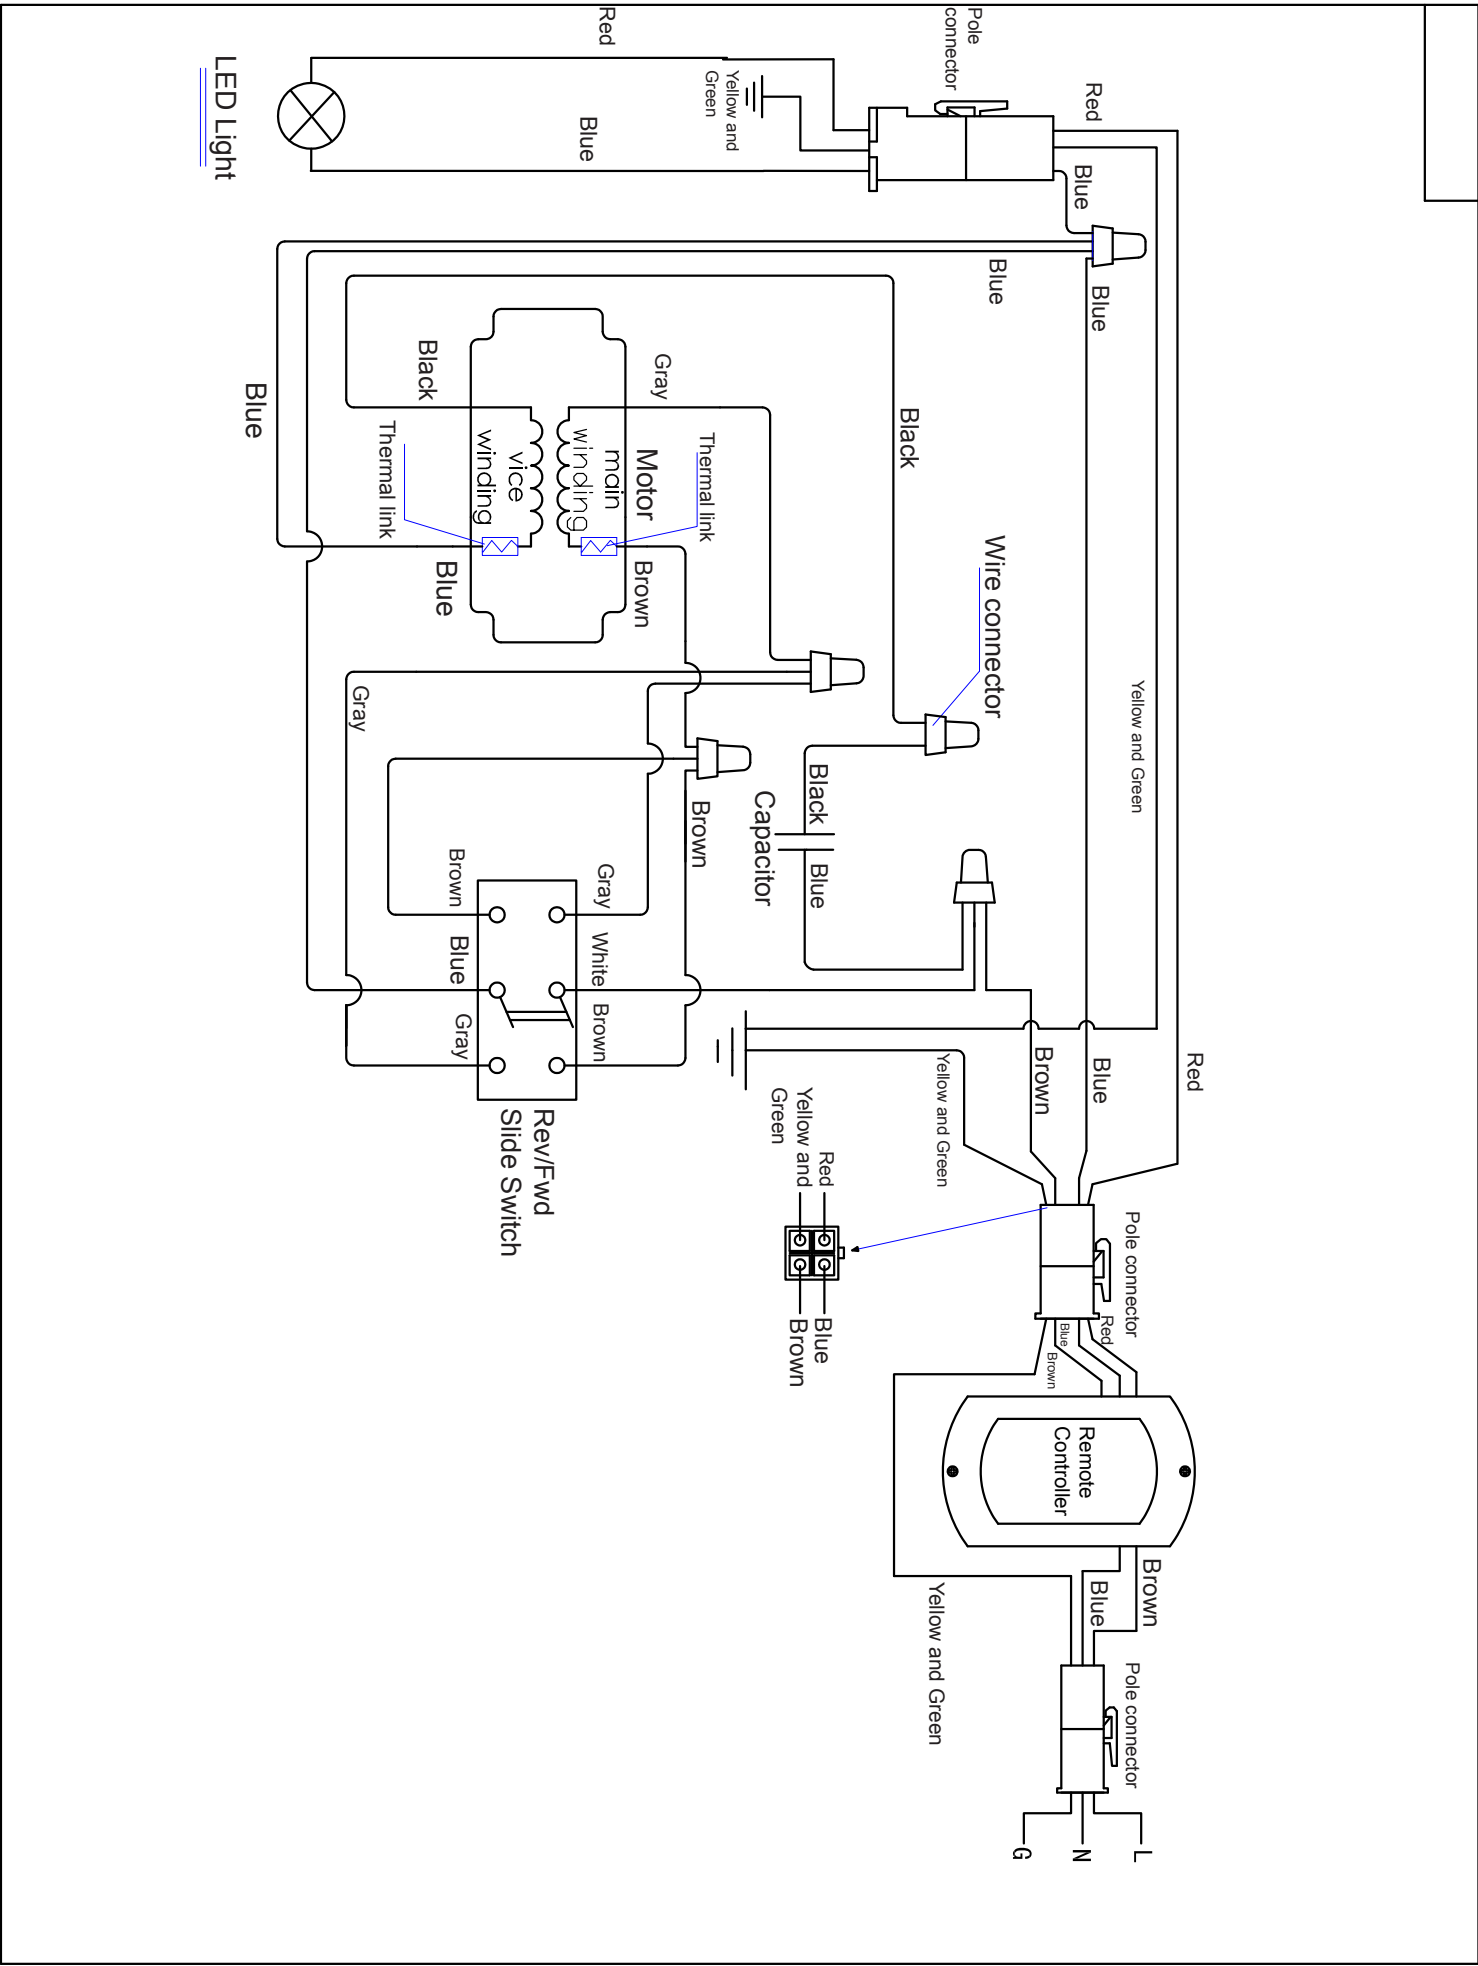 Red
Yellow and Green
Red
Blue
Pole connector
Pole connector
Brown
Blue
Yellow and Green
L
N
G
Red
Blue
Brown
Remote
Controller
Pole
connector
Red
Blue
Blue
Blue
Blue
Brown
Yellow and Green
Wire connector
Black
Black
Blue
Capacitor
Yellow and
Green
Red
Yellow and
Green
Blue
Brown
Thermal link
Gray
Motor
Brown
Brown
main
winding
vice
winding
Red
Blue
Gray
White
Brown
Rev/Fwd
Slide Switch
Black
Blue
Brown
Blue
Gray
Thermal link
Gray
Blue
LED Light